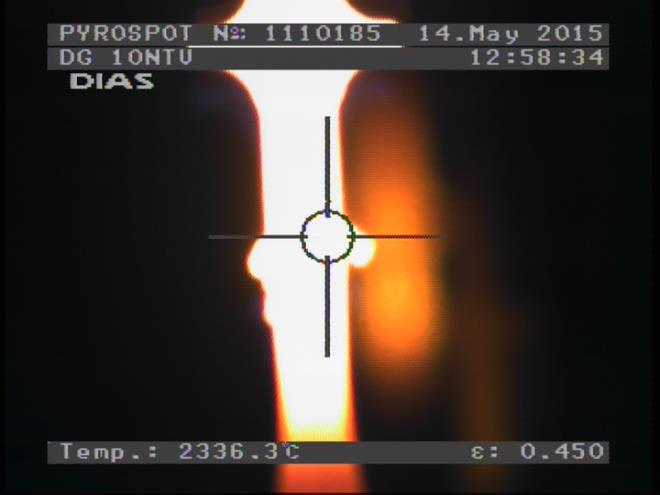 PYROSPOT Nº: 1110185 14.May 2015
DG 10NTV 12:58:34
DIAS
Temp.: 2336.3°C ε: 0.450